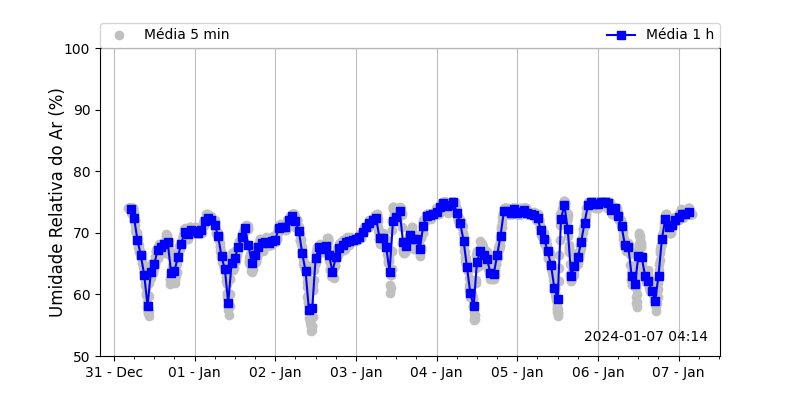 Média 5 min
Média 1 h
100
90
80
70
60
50
Umidade Relativa do Ar (%)
2024-01-07 04:14
31 - Dec
01 - Jan
02 - Jan
03 - Jan
04 - Jan
05 - Jan
06 - Jan
07 - Jan